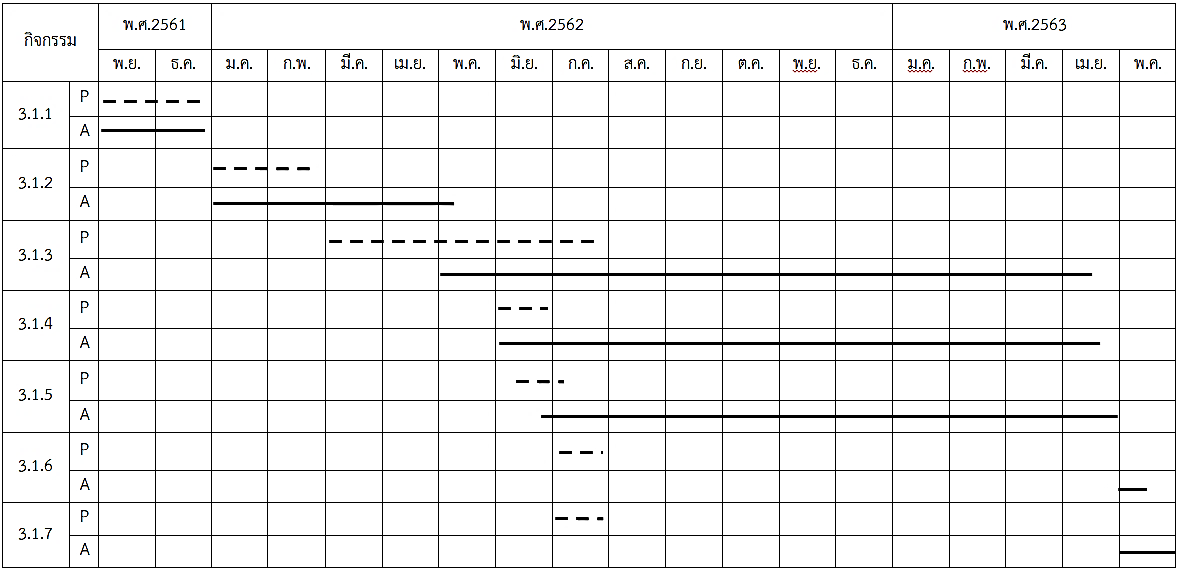 กิจกรรม พ.ศ.2561 พ.ศ.2562 พ.ศ.2563
พ.ย. ธ.ค. ม.ค. ก.พ. มี.ค. เม.ย. พ.ค. มิ.ย. ก.ค. ส.ค. ก.ย. ต.ค. พ.ย. ธ.ค. ม.ค. ก.พ. มี.ค. เม.ย. พ.ค.
3.1.1 P
A
3.1.2 P
A
3.1.3 P
A
3.1.4 P
A
3.1.5 P
A
3.1.6 P
A
3.1.7 P
A